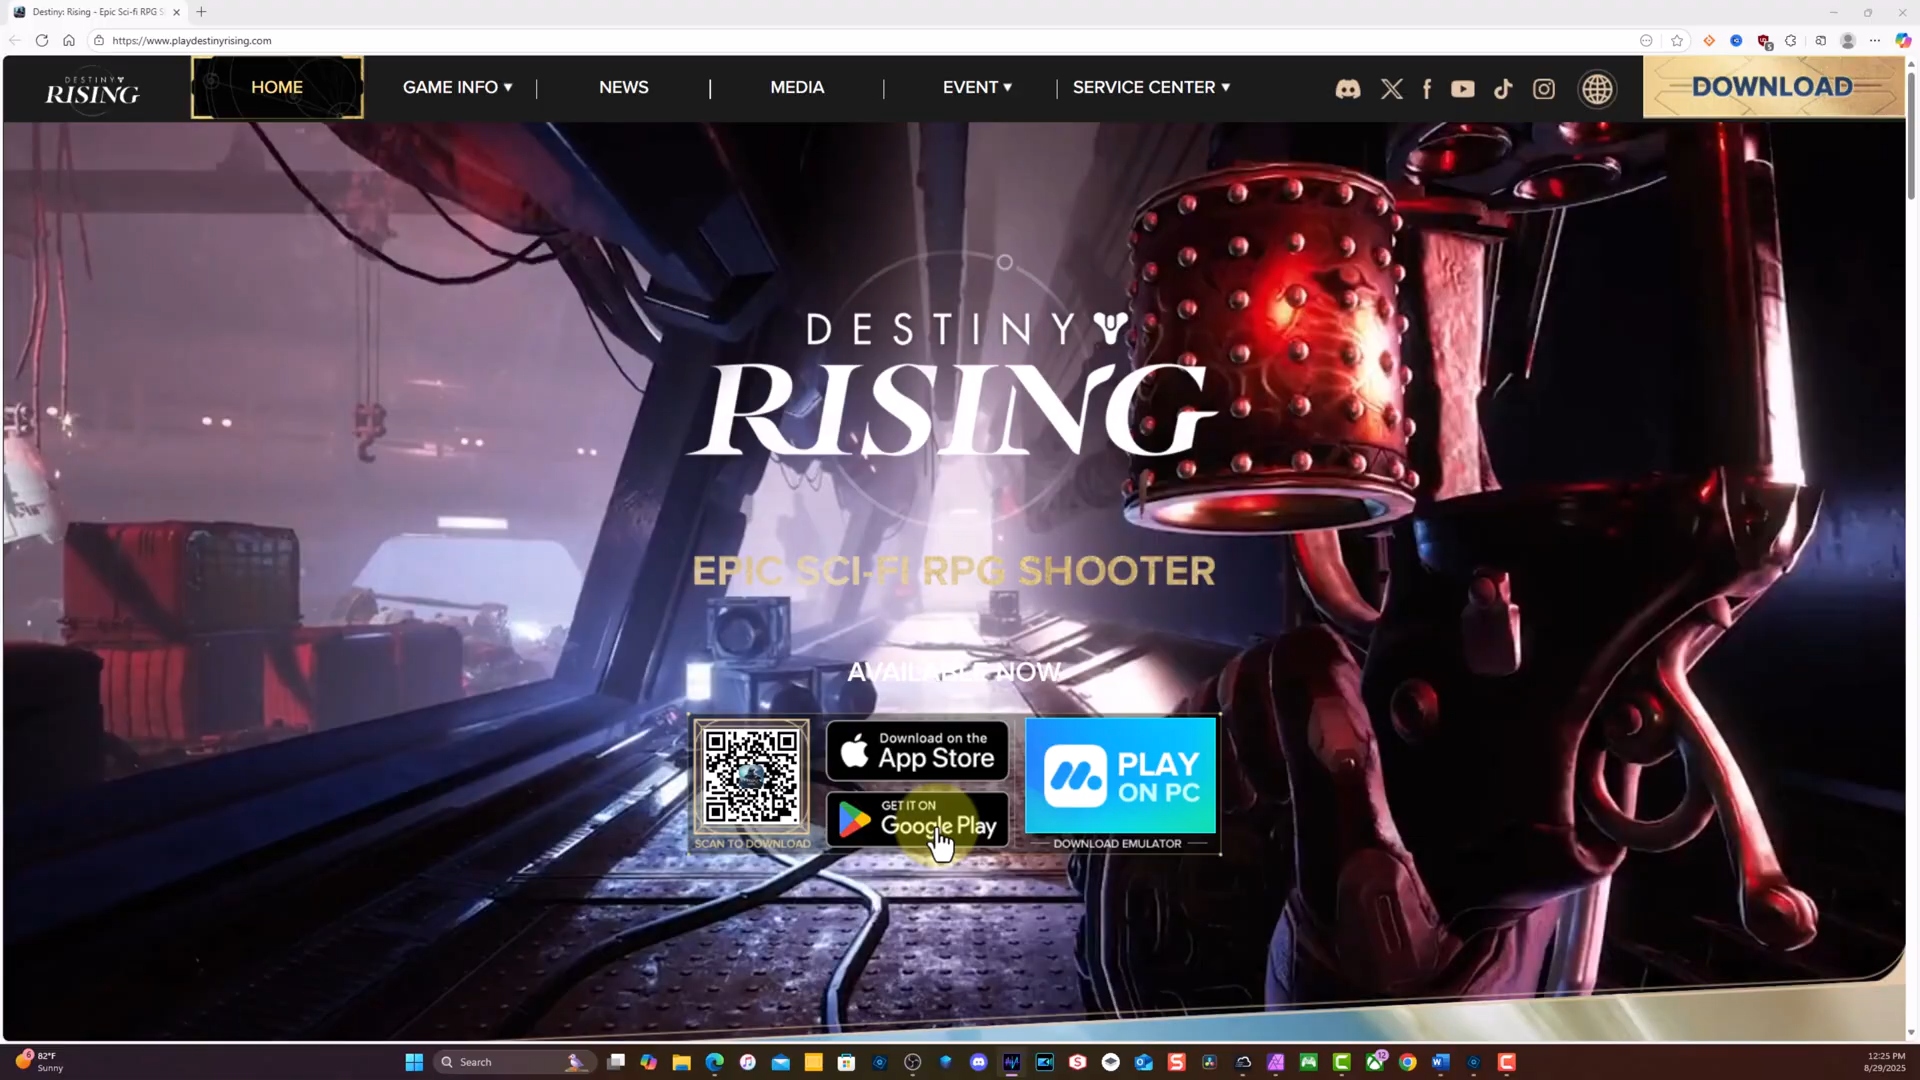 Destiny: Rising - Epic Sci-fi RPG S
https://www.playdestinyrising.com
DESTINY
RISING
HOME
GAME INFO ▾
NEWS
MEDIA
EVENT ▾
SERVICE CENTER ▾
DOWNLOAD
DESTINY
RISING
EPIC SCI-FI RPG SHOOTER
AVAILABLE NOW
SCAN TO DOWNLOAD
Download on the
App Store
GET IT ON
Google Play
PLAY
ON PC
DOWNLOAD EMULATOR
82°F
Sunny
Search
12
12:25 PM
8/29/2025